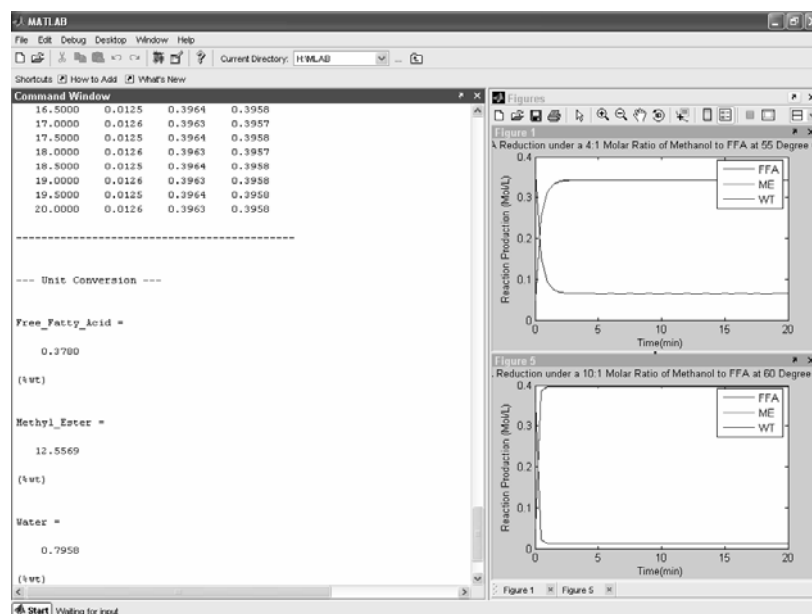 MATLAB
File Edit Debug Desktop Window Help
Current Directory: H:\MLAB
Shortcuts How to Add What's New
Command Window
16.5000 0.0125 0.3964 0.3958
17.0000 0.0126 0.3963 0.3957
17.5000 0.0125 0.3964 0.3958
18.0000 0.0126 0.3963 0.3957
18.5000 0.0125 0.3964 0.3958
19.0000 0.0126 0.3963 0.3958
19.5000 0.0125 0.3964 0.3958
20.0000 0.0126 0.3963 0.3958
--------------------------------------------
--- Unit Conversion ---
Free_Fatty_Acid =
0.3780
(%wt)
Methyl_Ester =
12.5569
(%wt)
Water =
0.7958
(%wt)
Start Waiting for input
Figures
Figure 1
A Reduction under a 4:1 Molar Ratio of Methanol to FFA at 55 Degree
0.4
0.3
0.2
0.1
0
Reaction Production (Mol/L)
FFA
ME
WT
0 5 10 15 20
Time(min)
Figure 5
. Reduction under a 10:1 Molar Ratio of Methanol to FFA at 60 Degree
0.4
0.3
0.2
0.1
0
Reaction Production (Mol/L)
FFA
ME
WT
0 5 10 15 20
Time(min)
Figure 1 Figure 5